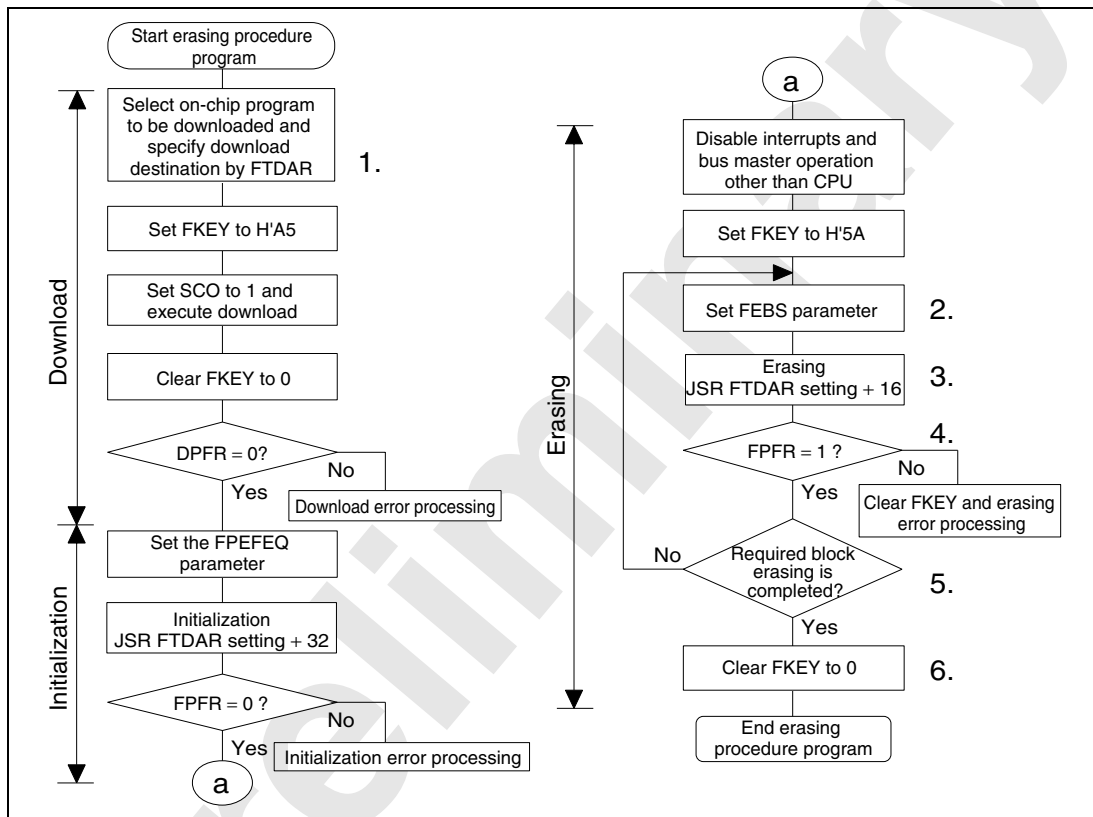 Start erasing procedure
program
Download
Select on-chip program
to be downloaded and
specify download
destination by FTDAR
1.
Set FKEY to H'A5
Set SCO to 1 and
execute download
Clear FKEY to 0
DPFR = 0?
No
Yes
Download error processing
Initialization
Set the FPEFEQ
parameter
Initialization
JSR FTDAR setting + 32
FPFR = 0 ?
No
Yes
Initialization error processing
a
a
Erasing
Disable interrupts and
bus master operation
other than CPU
Set FKEY to H'5A
Set FEBS parameter
2.
Erasing
JSR FTDAR setting + 16
3.
4.
FPFR = 1 ?
No
Yes
Clear FKEY and erasing
error processing
No
Required block
erasing is
completed?
5.
Yes
Clear FKEY to 0
6.
End erasing
procedure program
reliminary